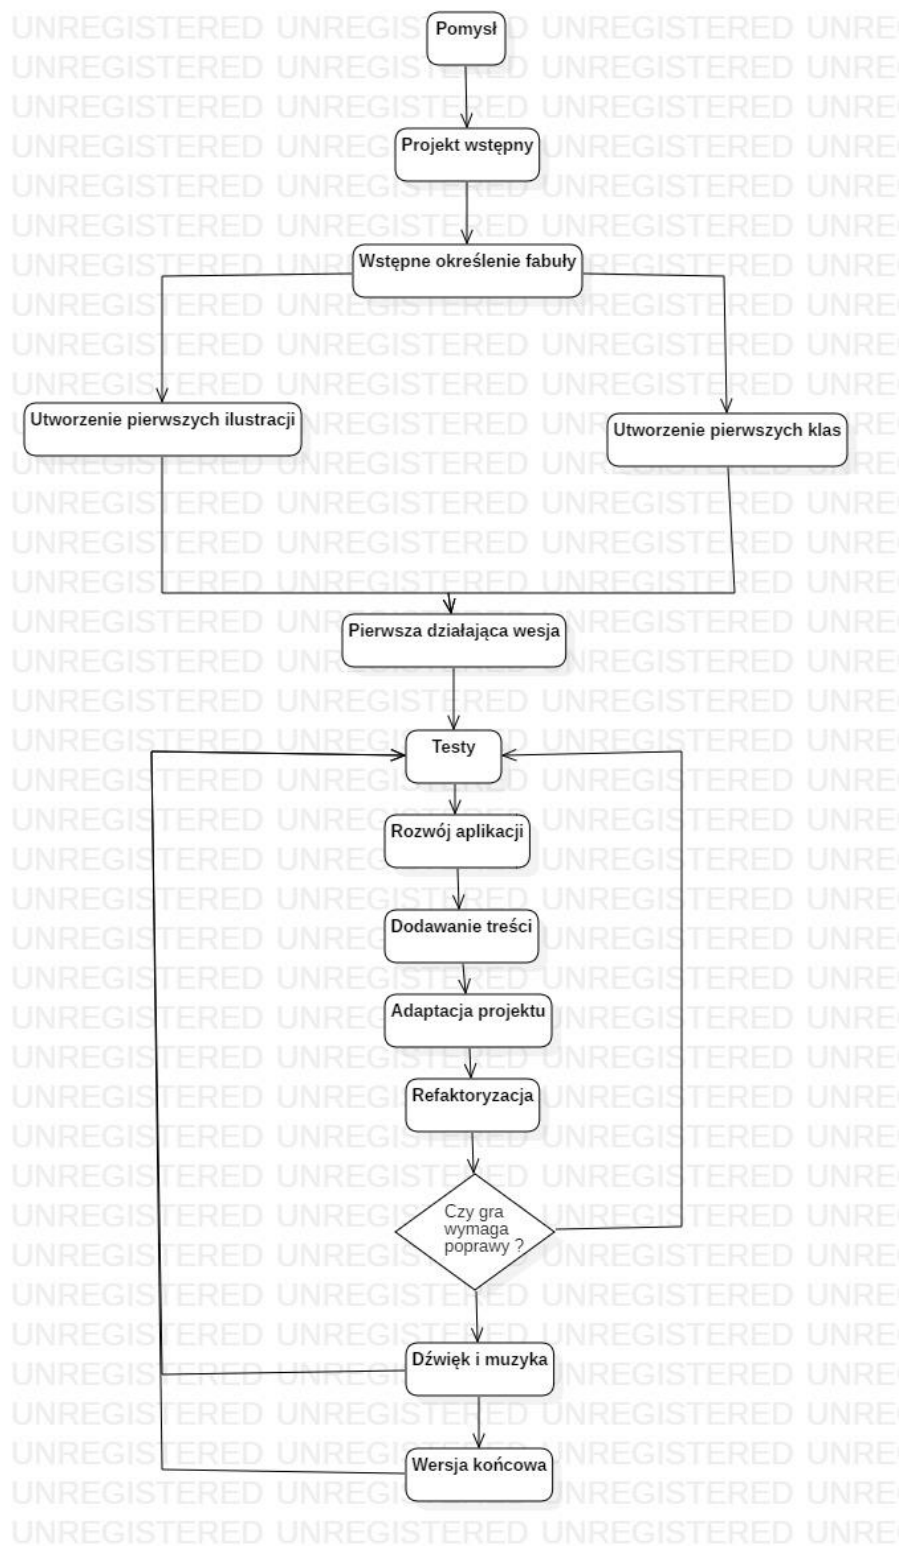 Pomysł
Projekt wstępny
Wstępne określenie fabuły
Utworzenie pierwszych ilustracji
Utworzenie pierwszych klas
Pierwsza działająca wesja
Testy
Rozwój aplikacji
Dodawanie treści
Adaptacja projektu
Refaktoryzacja
Czy gra
wymaga
poprawy ?
Dźwięk i muzyka
Wersja końcowa
UNREGISTERED